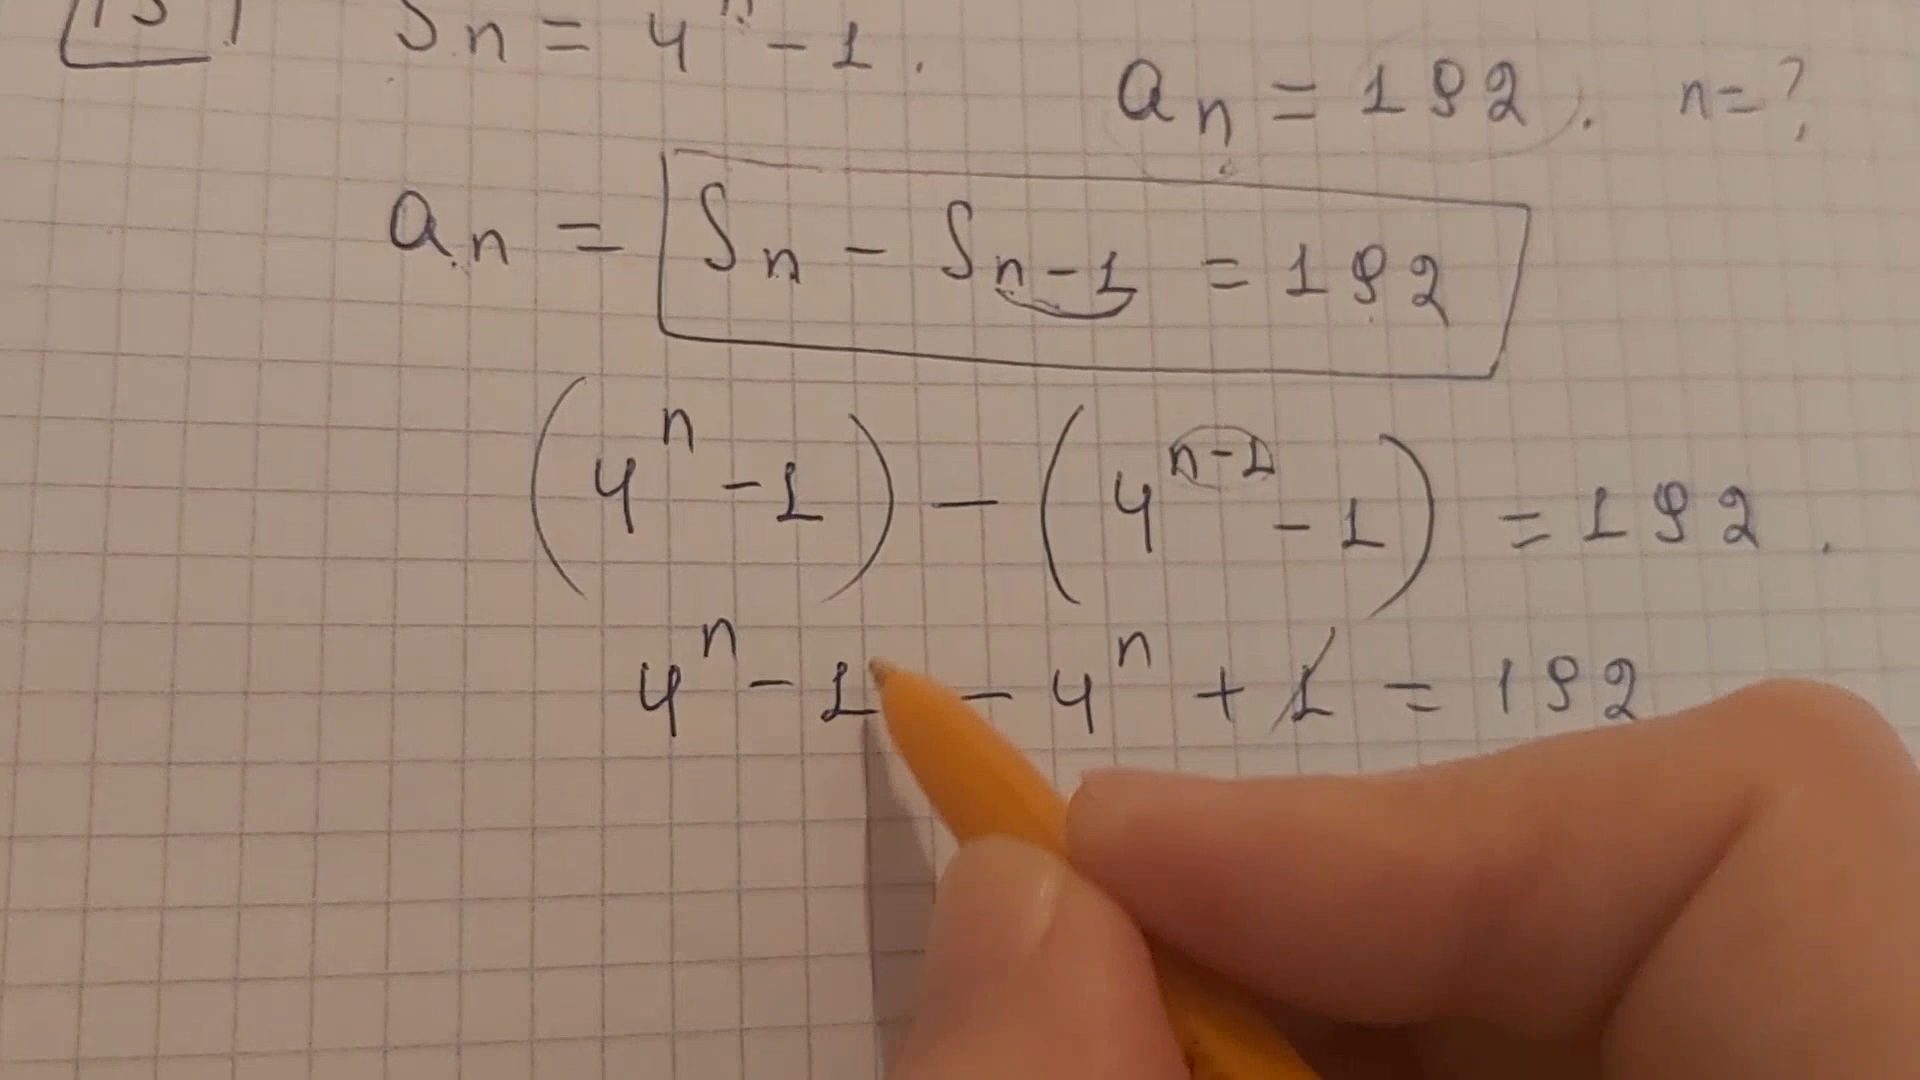 Sn = 4ⁿ - 1.
aₙ = 192. n = ?
aₙ = Sₙ - Sₙ₋₁ = 192
(4ⁿ - 1) - (4ⁿ⁻¹ - 1) = 192.
4ⁿ - 1 - 4ⁿ + 1 = 192